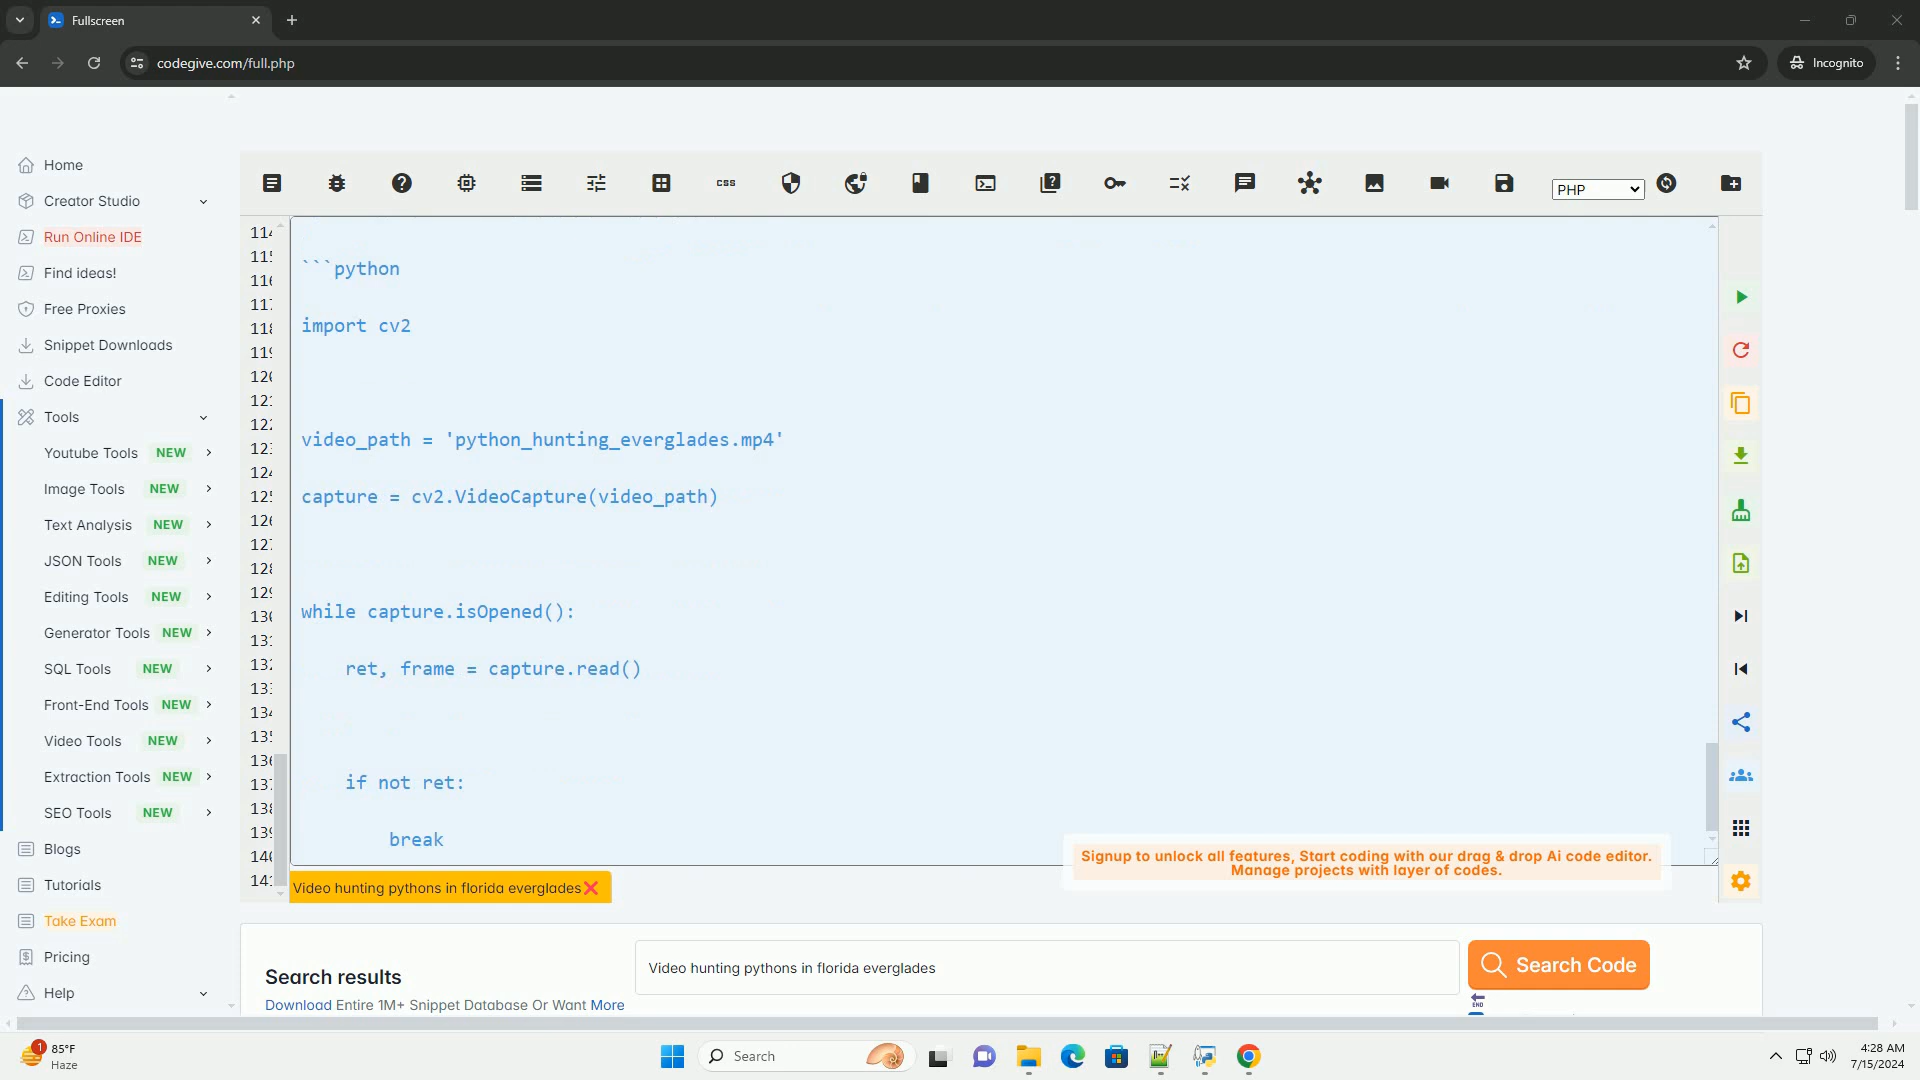 Fullscreen
codegive.com/full.php
Incognito
Home
Creator Studio
Run Online IDE
Find ideas!
Free Proxies
Snippet Downloads
Code Editor
Tools
Youtube Tools NEW
Image Tools NEW
Text Analysis NEW
JSON Tools NEW
Editing Tools NEW
Generator Tools NEW
SQL Tools NEW
Front-End Tools NEW
Video Tools NEW
Extraction Tools NEW
SEO Tools NEW
Blogs
Tutorials
Take Exam
Pricing
Help
css
PHP
```python
import cv2
video_path = 'python_hunting_everglades.mp4'
capture = cv2.VideoCapture(video_path)
while capture.isOpened():
ret, frame = capture.read()
if not ret:
break
Signup to unlock all features, Start coding with our drag & drop Ai code editor.
Manage projects with layer of codes.
Video hunting pythons in florida everglades
Search results
Download Entire 1M+ Snippet Database Or Want More
Video hunting pythons in florida everglades
Search Code
END
1
85°F
Haze
Search
4:28 AM
7/15/2024